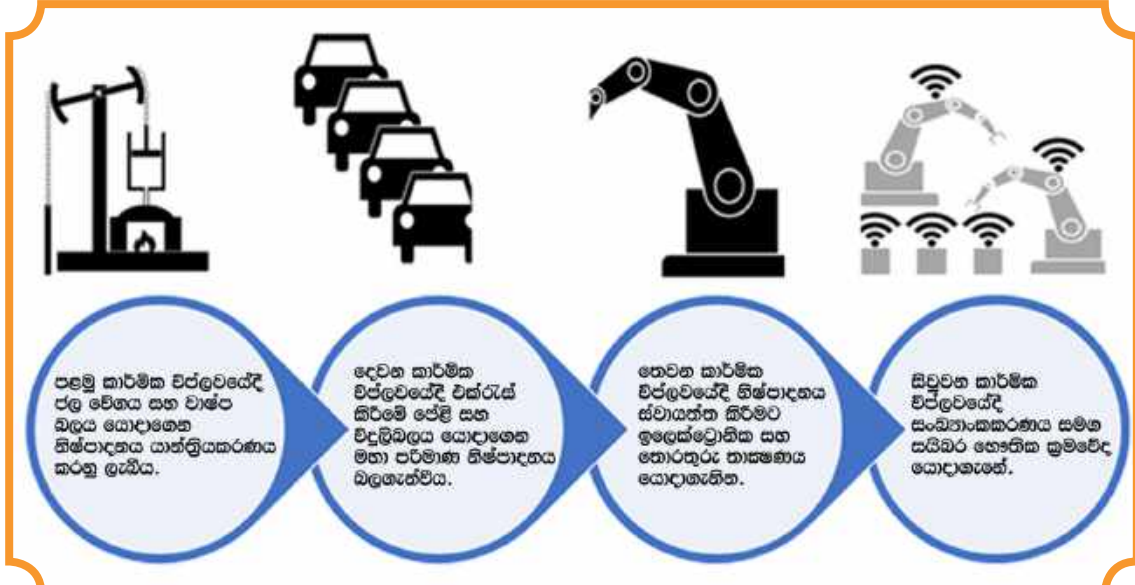 පළමු කාර්මික විප්ලවයේදී
ජල වේගය සහ වාෂ්ප
බලය යොදාගෙන
නිෂ්පාදනය යාන්ත්‍රියකරණය
කරනු ලැබීය.
දෙවන කාර්මික
විප්ලවයේදී එක්රැස්
කිරීමේ පේළි සහ
විදුලිබලය යොදාගෙන
මහා පරිමාණ නිෂ්පාදනය
බලගැන්වීය.
තෙවන කාර්මික
විප්ලවයේදී නිෂ්පාදනය
ස්වායත්ත කිරීමට
ඉලෙක්ට්‍රොනික සහ
තොරතුරු තාක්‍ෂණය
යොදාගැනින.
සිවුවන කාර්මික
විප්ලවයේදී
සංඛ්‍යාංකකරණය සමග
සයිබර භෞතික ක්‍රමවේද
යොදාගැනේ.